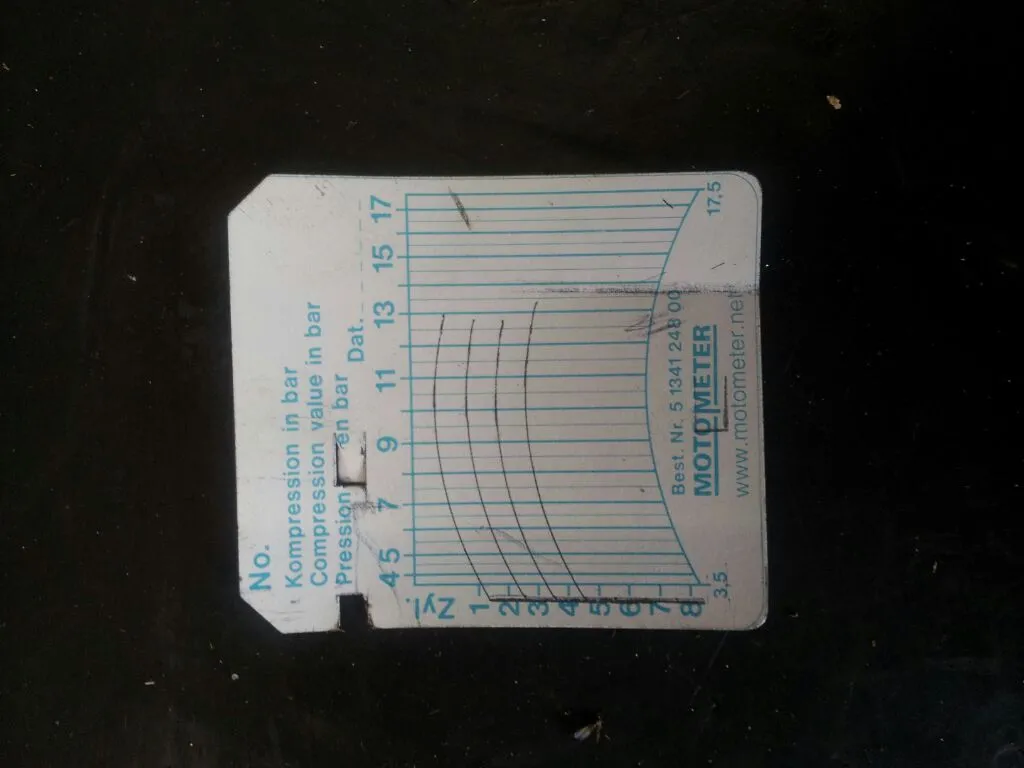 No.
Kompression in bar
Compression value in bar
Pression en bar Dat.
4 5 7 9 11 13 15 17
Zyl.
1
2
3
4
5
6
7
8
3,5 17,5
Best. Nr. 5 1341 248 00
MOTOMETER
www.motometer.net